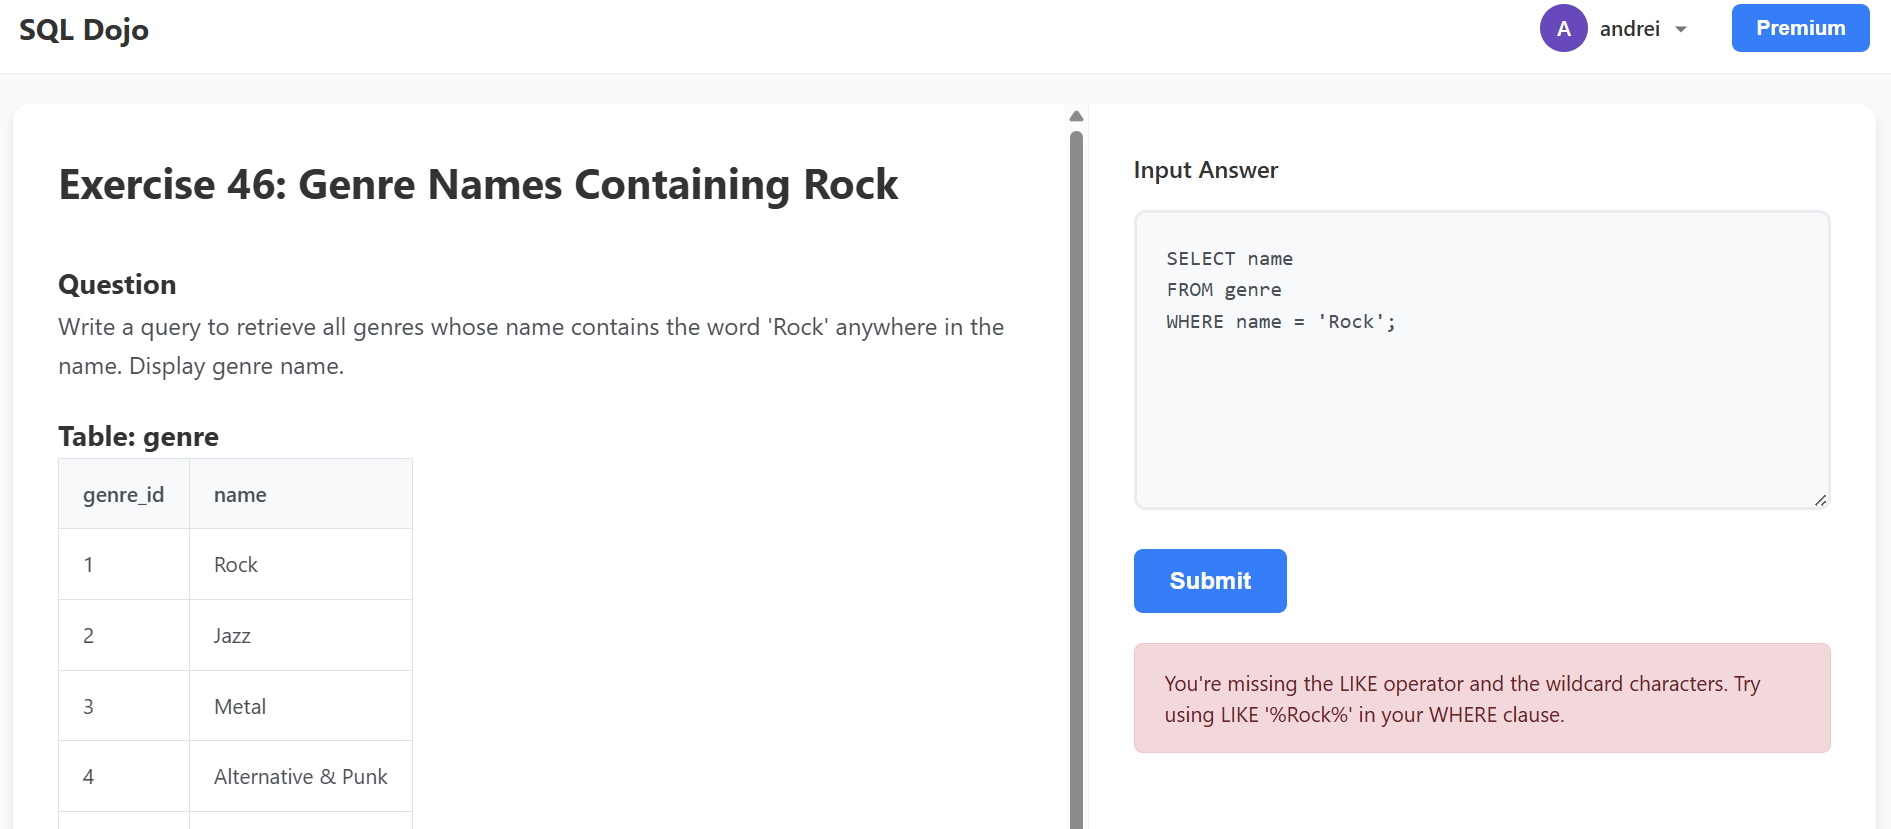 SQL Dojo
A andrei Premium
Exercise 46: Genre Names Containing Rock
Question
Write a query to retrieve all genres whose name contains the word 'Rock' anywhere in the
name. Display genre name.
Table: genre
genre_id name
1 Rock
2 Jazz
3 Metal
4 Alternative & Punk
Input Answer
SELECT name
FROM genre
WHERE name = 'Rock';
Submit
You're missing the LIKE operator and the wildcard characters. Try
using LIKE '%Rock%' in your WHERE clause.